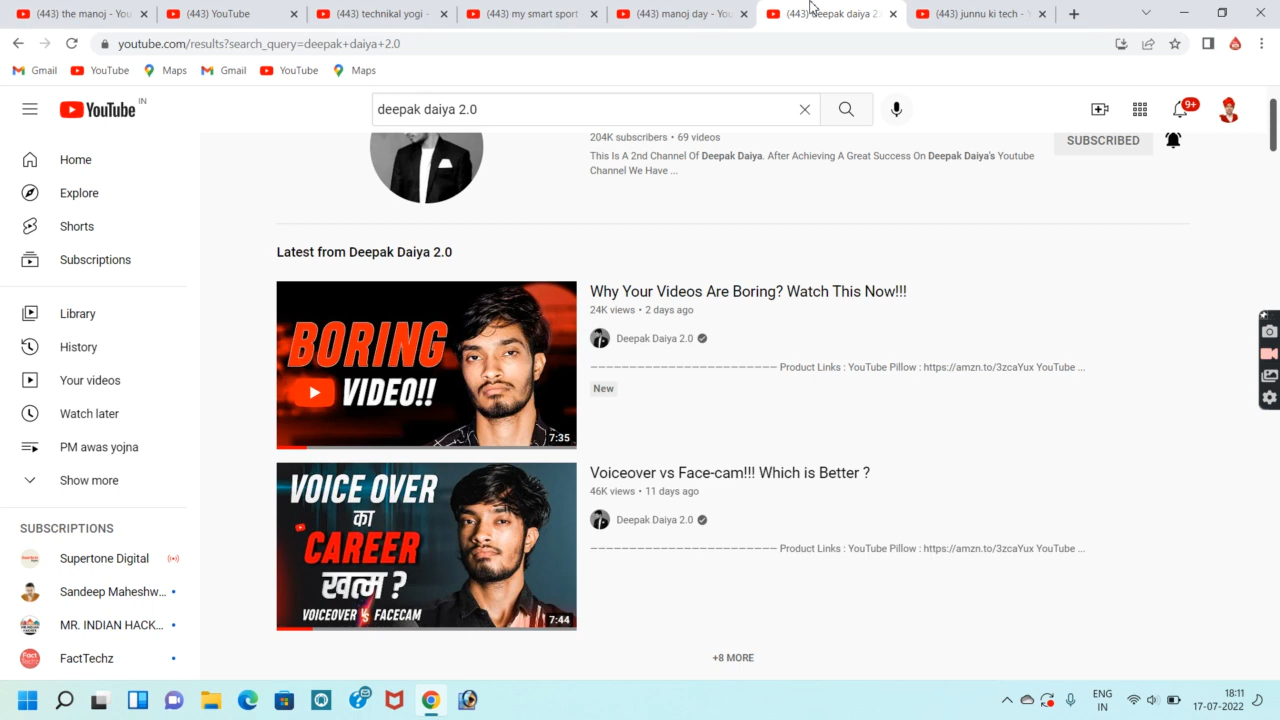 (443) manoj - You
(443) YouTube
(443) technikal yogi -
(443) my smart sport
(443) manoj day - You
(443) deepak daiya 2.
(443) junnu ki tech -
youtube.com/results?search_query=deepak+daiya+2.0
Gmail
YouTube
Maps
Gmail
YouTube
Maps
YouTube IN
deepak daiya 2.0
9+
Home
Explore
Shorts
Subscriptions
Library
History
Your videos
Watch later
PM awas yojna
Show more
SUBSCRIPTIONS
Supertone Digital
Sandeep Maheshw...
MR. INDIAN HACK...
FactTechz
204K subscribers • 69 videos
This Is A 2nd Channel Of Deepak Daiya. After Achieving A Great Success On Deepak Daiya's Youtube
Channel We Have ...
SUBSCRIBED
Latest from Deepak Daiya 2.0
BORING
VIDEO!!
7:35
Why Your Videos Are Boring? Watch This Now!!!
24K views • 2 days ago
Deepak Daiya 2.0
————————————————————————— Product Links : YouTube Pillow : https://amzn.to/3zcaYux YouTube ...
New
VOICE OVER
का
CAREER
खत्म ?
VOICEOVER VS FACECAM
7:44
Voiceover vs Face-cam!!! Which is Better ?
46K views • 11 days ago
Deepak Daiya 2.0
————————————————————————— Product Links : YouTube Pillow : https://amzn.to/3zcaYux YouTube ...
+8 MORE
ENG
IN
18:11
17-07-2022